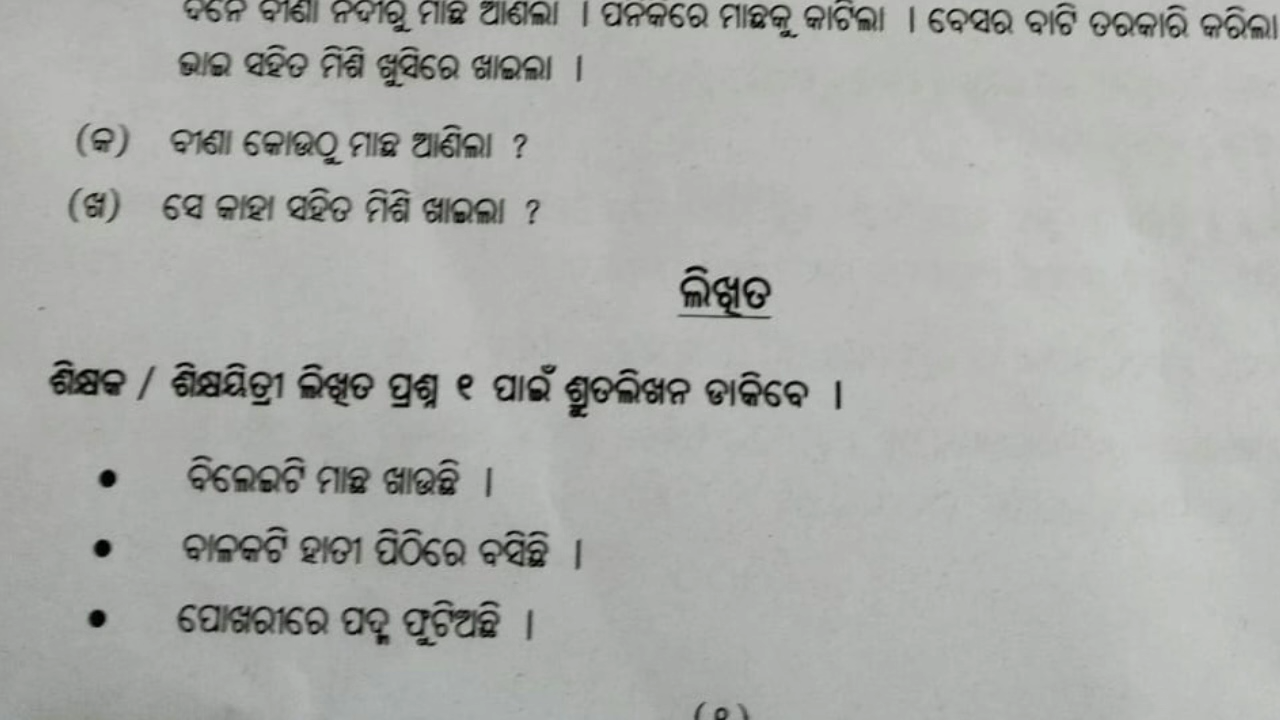 ଦିନେ ବୀଣା ନଦୀରୁ ମାଛ ଆଣିଲା । ପନିକିରେ ମାଛକୁ କାଟିଲା । ବେସର ବାଟି ତରକାରି କରିଲା
ଭାଇ ସହିତ ମିଶି ଖୁସିରେ ଖାଇଲା ।
(କ) ବୀଣା କୋଉଠୁ ମାଛ ଆଣିଲା ?
(ଖ) ସେ କାହା ସହିତ ମିଶି ଖାଇଲା ?
ଲିଖିତ
ଶିକ୍ଷକ / ଶିକ୍ଷୟିତ୍ରୀ ଲିଖିତ ପ୍ରଶ୍ନ ୧ ପାଇଁ ଶ୍ରୁତଲିଖନ ଡାକିବେ ।
• ବିଲେଇଟି ମାଛ ଖାଉଛି ।
• ବାଳକଟି ହାତୀ ପିଠିରେ ବସିଛି ।
• ପୋଖରୀରେ ପଦ୍ମ ଫୁଟିଅଛି ।